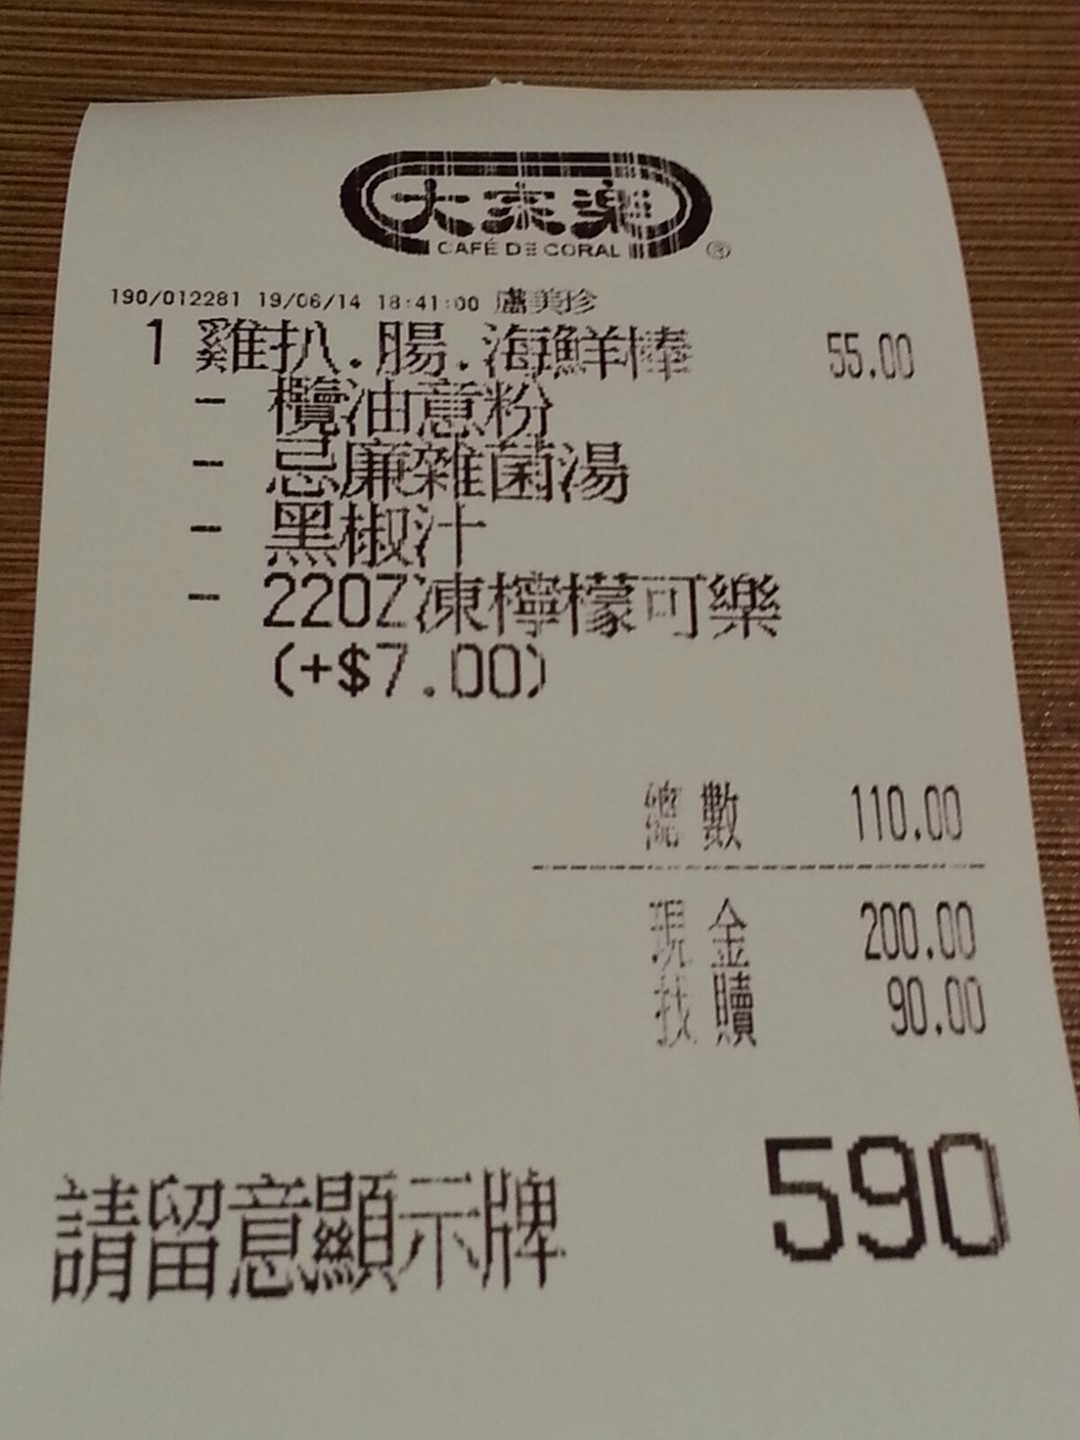 大家樂
CAFÉ DE CORAL ®
190/012281 19/06/14 18:41:00 盧美珍
1 雞扒.腸.海鮮棒 55.00
- 欖油意粉
- 忌廉雜菌湯
- 黑椒汁
- 22OZ凍檸檬可樂
(+$7.00)
總數 110.00
現金 200.00
找贖 90.00
請留意顯示牌 590